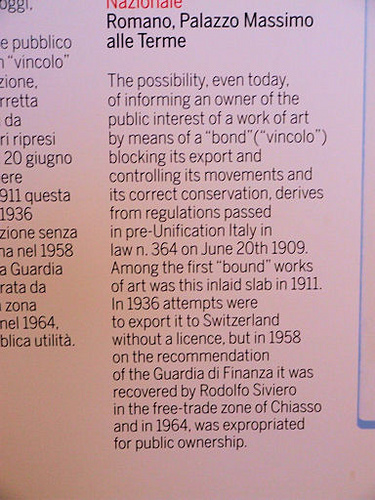 oggi,
e pubblico
n "vincolo"
zione,
rretta
da
ri ripresi
20 giugno
ere
911 questa
1936
zione senza
na nel 1958
a Guardia
rata da
zona
nel 1964,
blica utilità.
Nazionale
Romano, Palazzo Massimo
alle Terme
The possibility, even today,
of informing an owner of the
public interest of a work of art
by means of a "bond"("vincolo")
blocking its export and
controlling its movements and
its correct conservation, derives
from regulations passed
in pre-Unification Italy in
law n. 364 on June 20th 1909.
Among the first "bound" works
of art was this inlaid slab in 1911.
In 1936 attempts were
to export it to Switzerland
without a licence, but in 1958
on the recommendation
of the Guardia di Finanza it was
recovered by Rodolfo Siviero
in the free-trade zone of Chiasso
and in 1964, was expropriated
for public ownership.